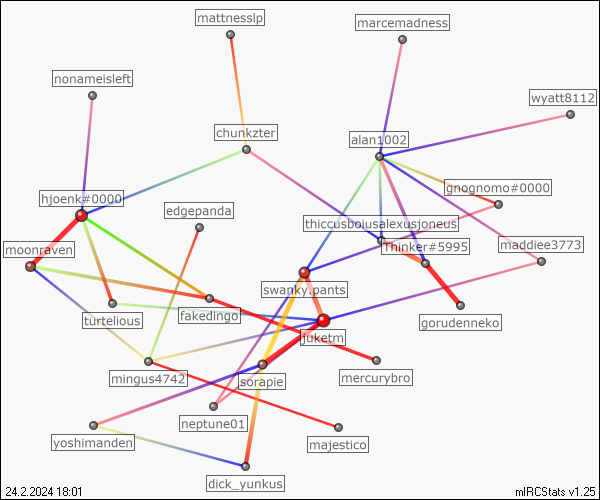 mattnesslp
marcemadness
nonameisleft
wyatt8112
chunkzter
alan1002
gnognomo#0000
hjoenk#0000
edgepanda
thiccusboiusalexusjoneus
moonraven
Thinker#5995
maddiee3773
swanky.pants
fakedingo
turtelious
gorudenneko
juketm
mingus4742
sorapie
mercurybro
neptune01
yoshimanden
majestico
dick_yunkus
24.2.2024 18:01
mIRCStats v1.25